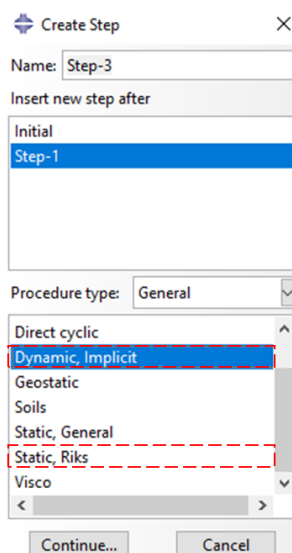 Create Step
Name: Step-3
Insert new step after
Initial
Step-1
Procedure type: General
Direct cyclic
Dynamic, Implicit
Geostatic
Soils
Static, General
Static, Riks
Visco
Continue... Cancel